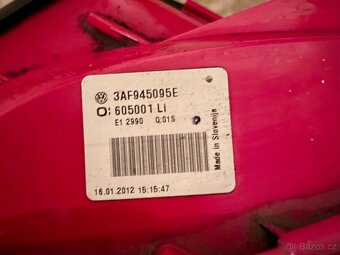 3AF945095E
O: 605001 LI
E1 2990 Q:01S
Made in Slovenija
16.01.2012 15:15:47
Bazos.cz